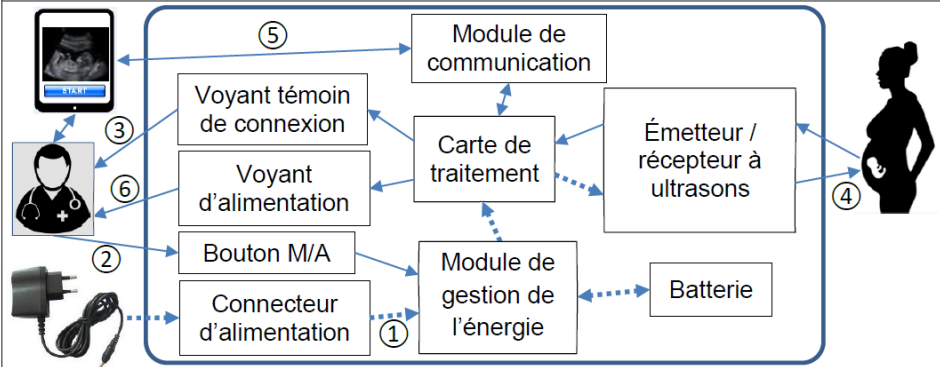 ⑤
Module de
communication
START
Voyant témoin
de connexion
③
Carte de
traitement
Émetteur /
récepteur à
ultrasons
④
Voyant
d'alimentation
⑥
②
Bouton M/A
Module de
gestion de
l'énergie
Batterie
Connecteur
d'alimentation
①